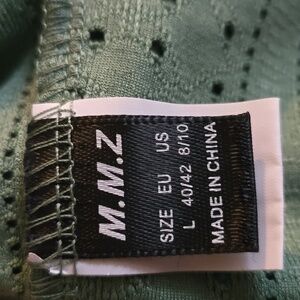 M.M.Z
SIZE EU US
L 40/42 8/10
MADE IN CHINA